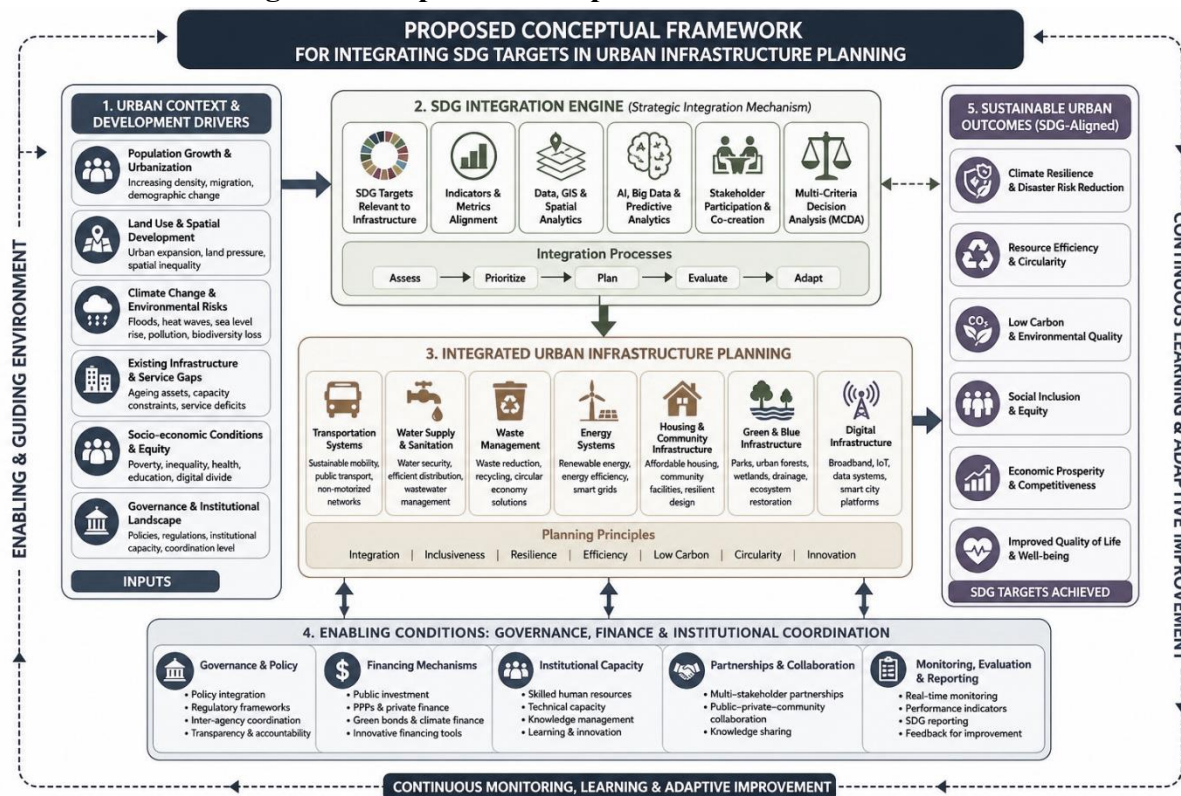 PROPOSED CONCEPTUAL FRAMEWORK
FOR INTEGRATING SDG TARGETS IN URBAN INFRASTRUCTURE PLANNING
ENABLING & GUIDING ENVIRONMENT
1. URBAN CONTEXT &
DEVELOPMENT DRIVERS
Population Growth &
Urbanization
Increasing density, migration,
demographic change
Land Use & Spatial
Development
Urban expansion, land pressure,
spatial inequality
Climate Change &
Environmental Risks
Floods, heat waves, sea level
rise, pollution, biodiversity loss
Existing Infrastructure
& Service Gaps
Ageing assets, capacity
constraints, service deficits
Socio-economic Conditions
& Equity
Poverty, inequality, health,
education, digital divide
Governance & Institutional
Landscape
Policies, regulations, institutional
capacity, coordination level
INPUTS
2. SDG INTEGRATION ENGINE (Strategic Integration Mechanism)
SDG Targets
Relevant to
Infrastructure
Indicators &
Metrics
Alignment
Data, GIS &
Spatial
Analytics
AI, Big Data &
Predictive
Analytics
Stakeholder
Participation &
Co-creation
Multi-Criteria
Decision
Analysis (MCDA)
Integration Processes
Assess
Prioritize
Plan
Evaluate
Adapt
3. INTEGRATED URBAN INFRASTRUCTURE PLANNING
Transportation
Systems
Sustainable mobility,
public transport,
non-motorized
networks
Water Supply
& Sanitation
Water security,
efficient distribution,
wastewater
management
Waste
Management
Waste reduction,
recycling, circular
economy
solutions
Energy
Systems
Renewable energy,
energy efficiency,
smart grids
Housing &
Community
Infrastructure
Affordable housing,
community
facilities, resilient
design
Green & Blue
Infrastructure
Parks, urban forests,
wetlands, drainage,
ecosystem
restoration
Digital
Infrastructure
Broadband, IoT,
data systems,
smart city
platforms
Planning Principles
Integration | Inclusiveness | Resilience | Efficiency | Low Carbon | Circularity | Innovation
4. ENABLING CONDITIONS: GOVERNANCE, FINANCE & INSTITUTIONAL COORDINATION
Governance & Policy
• Policy integration
• Regulatory frameworks
• Inter-agency coordination
• Transparency & accountability
$
Financing Mechanisms
• Public investment
• PPPs & private finance
• Green bonds & climate finance
• Innovative financing tools
Institutional Capacity
• Skilled human resources
• Technical capacity
• Knowledge management
• Learning & innovation
Partnerships & Collaboration
• Multi–stakeholder partnerships
• Public–private–community
collaboration
• Knowledge sharing
Monitoring, Evaluation
& Reporting
• Real-time monitoring
• Performance indicators
• SDG reporting
• Feedback for improvement
5. SUSTAINABLE URBAN
OUTCOMES (SDG-Aligned)
Climate Resilience
& Disaster Risk Reduction
Resource Efficiency
& Circularity
Low Carbon
& Environmental Quality
Social Inclusion
& Equity
Economic Prosperity
& Competitiveness
Improved Quality of Life
& Well-being
SDG TARGETS ACHIEVED
CONTINUOUS LEARNING & ADAPTIVE IMPROVEMENT
CONTINUOUS MONITORING, LEARNING & ADAPTIVE IMPROVEMENT